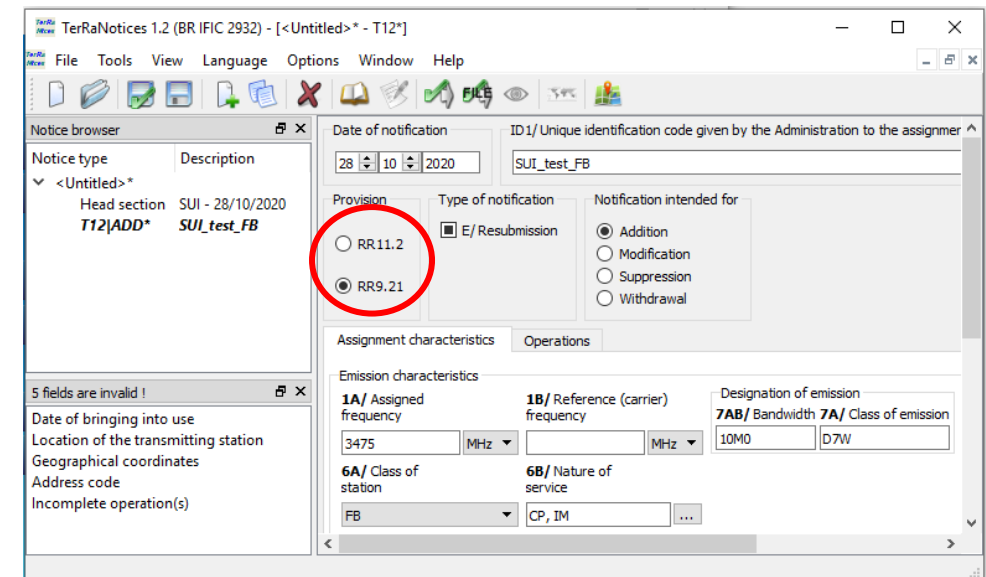 TerRaNotices 1.2 (BR IFIC 2932) - [<Untitled>* - T12*]
File Tools View Language Options Window Help
FILE
Notice browser
Notice type Description
<Untitled>*
Head section SUI - 28/10/2020
T12|ADD* SUI_test_FB
5 fields are invalid !
Date of bringing into use
Location of the transmitting station
Geographical coordinates
Address code
Incomplete operation(s)
Date of notification
28 10 2020
ID1/ Unique identification code given by the Administration to the assignmer
SUI_test_FB
Provision
RR11.2
RR9.21
Type of notification
E/ Resubmission
Notification intended for
Addition
Modification
Suppression
Withdrawal
Assignment characteristics Operations
Emission characteristics
1A/ Assigned
frequency
3475 MHz
1B/ Reference (carrier)
frequency
MHz
Designation of emission
7AB/ Bandwidth 7A/ Class of emission
10M0 D7W
6A/ Class of
station
FB
6B/ Nature of
service
CP, IM ...